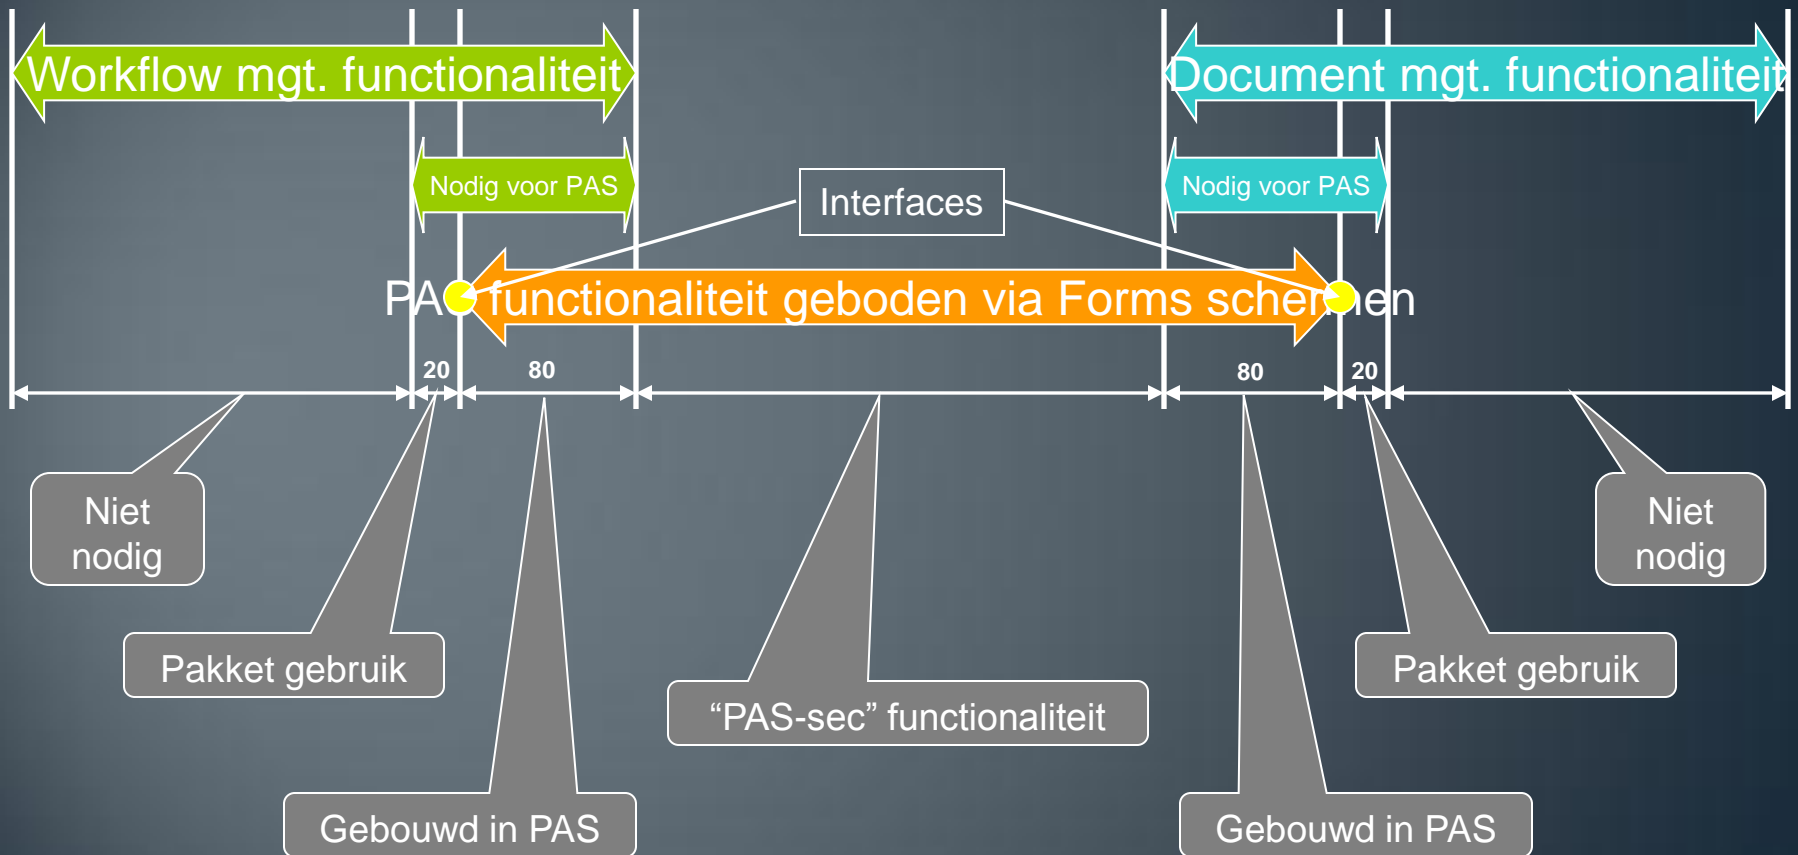 Workflow mgt. functionaliteit
Document mgt. functionaliteit
Nodig voor PAS
Nodig voor PAS
Interfaces
PAS functionaliteit geboden via Forms schermen
20
80
80
20
Niet
nodig
Niet
nodig
Pakket gebruik
Pakket gebruik
“PAS-sec” functionaliteit
Gebouwd in PAS
Gebouwd in PAS